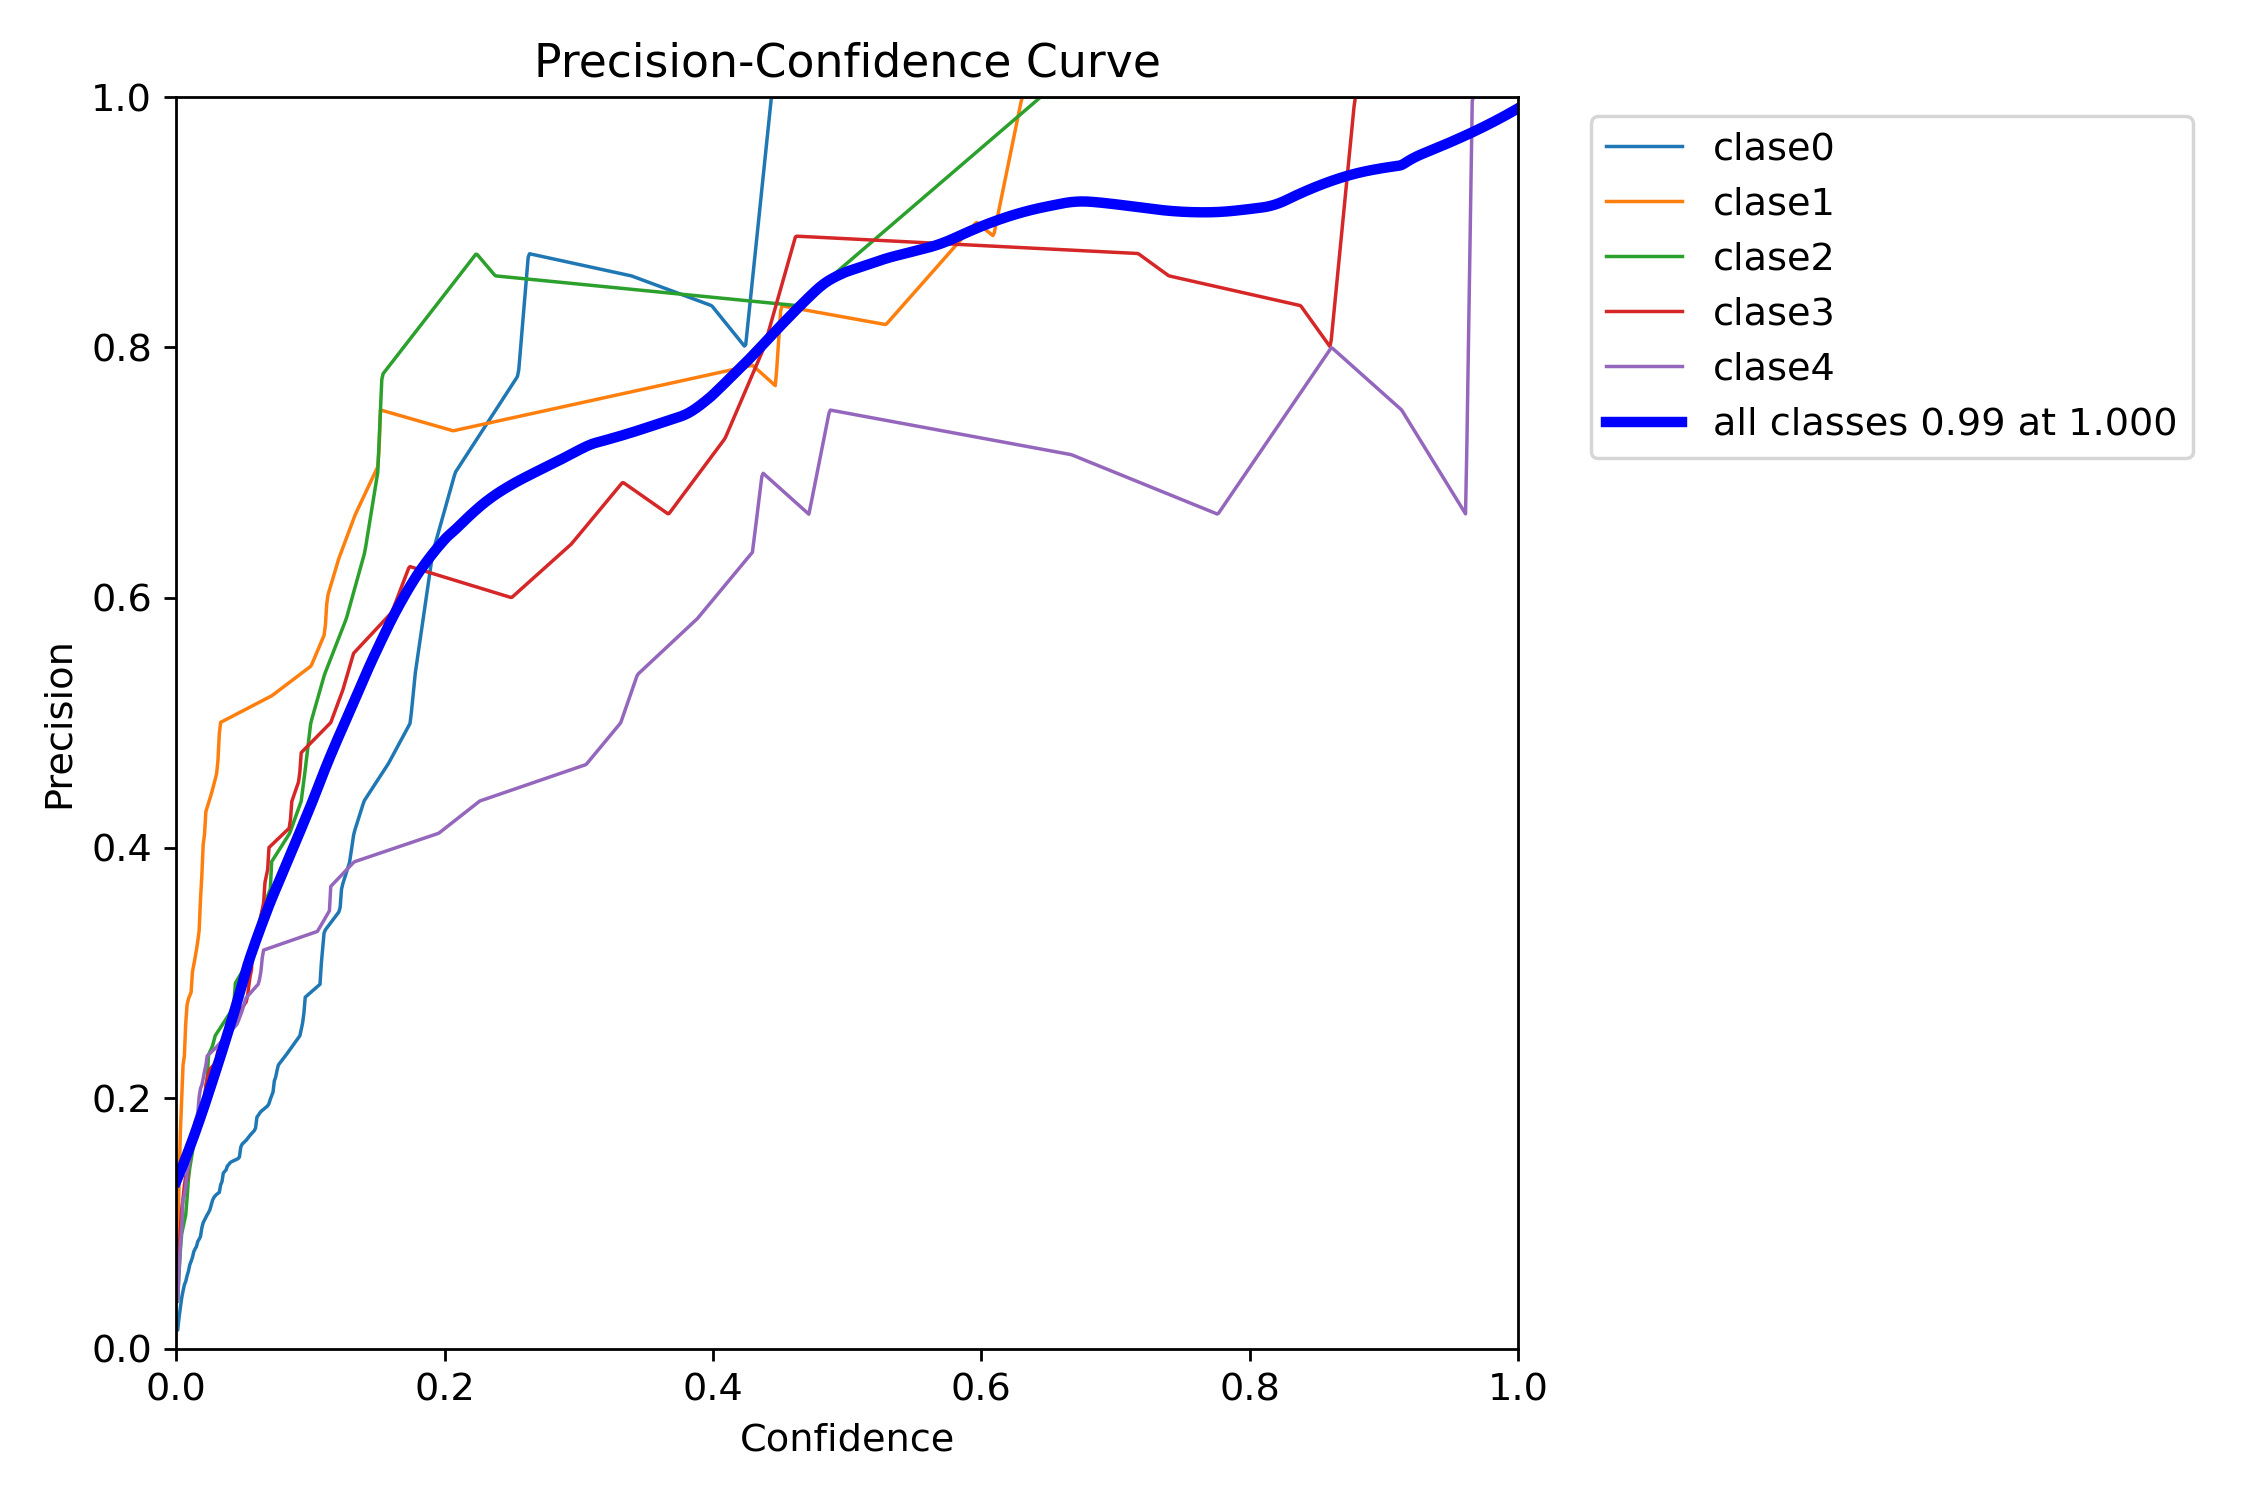 Precision-Confidence Curve
1.0
0.8
0.6
0.4
0.2
0.0
Precision
0.0 0.2 0.4 0.6 0.8 1.0
Confidence
clase0
clase1
clase2
clase3
clase4
all classes 0.99 at 1.000